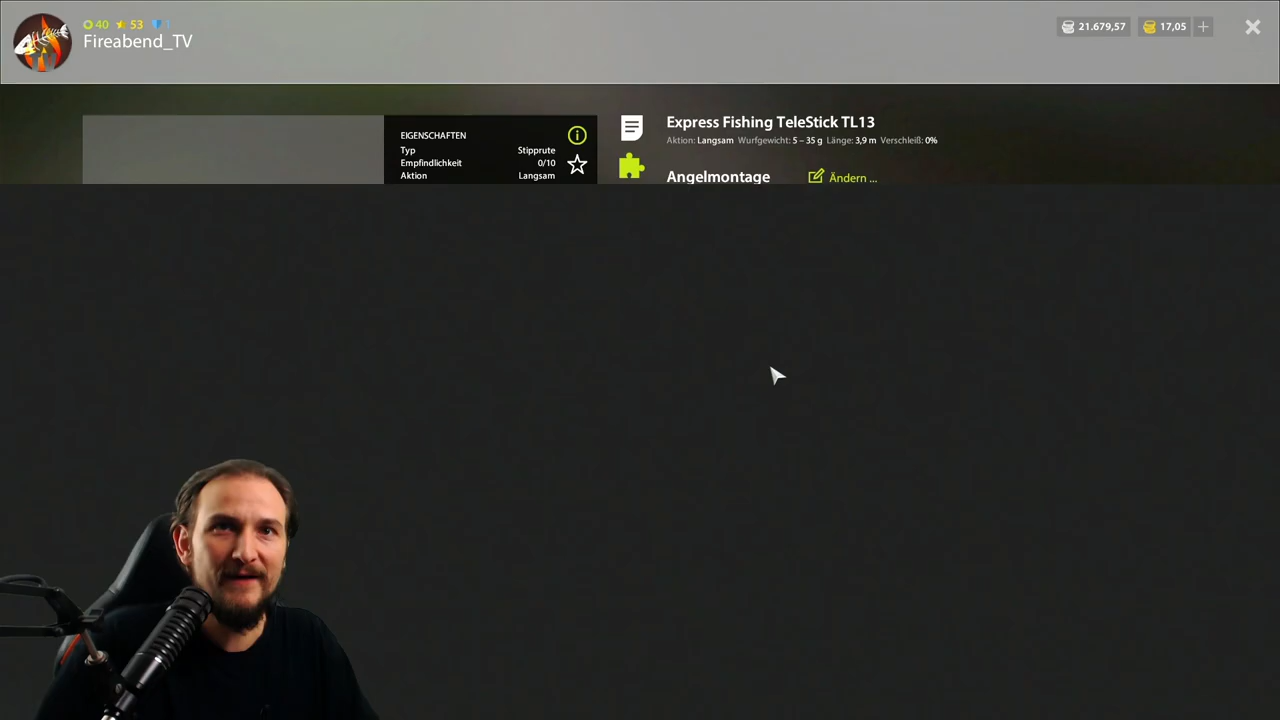 40 53 1
Fireabend_TV
21.679,57 17,05 +
EIGENSCHAFTEN
Typ Stipprute
Empfindlichkeit 0/10
Aktion Langsam
Express Fishing TeleStick TL13
Aktion: Langsam Wurfgewicht: 5 – 35 g Länge: 3,9 m Verschleiß: 0%
Angelmontage Ändern ...